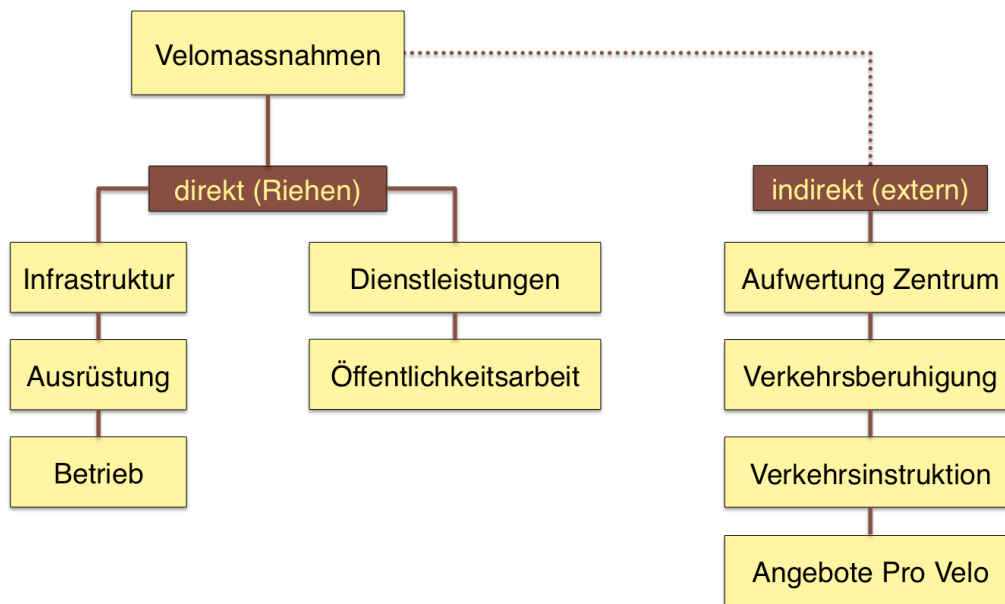 Velomassnahmen
direkt (Riehen)
indirekt (extern)
Infrastruktur
Dienstleistungen
Aufwertung Zentrum
Ausrüstung
Öffentlichkeitsarbeit
Verkehrsberuhigung
Betrieb
Verkehrsinstruktion
Angebote Pro Velo